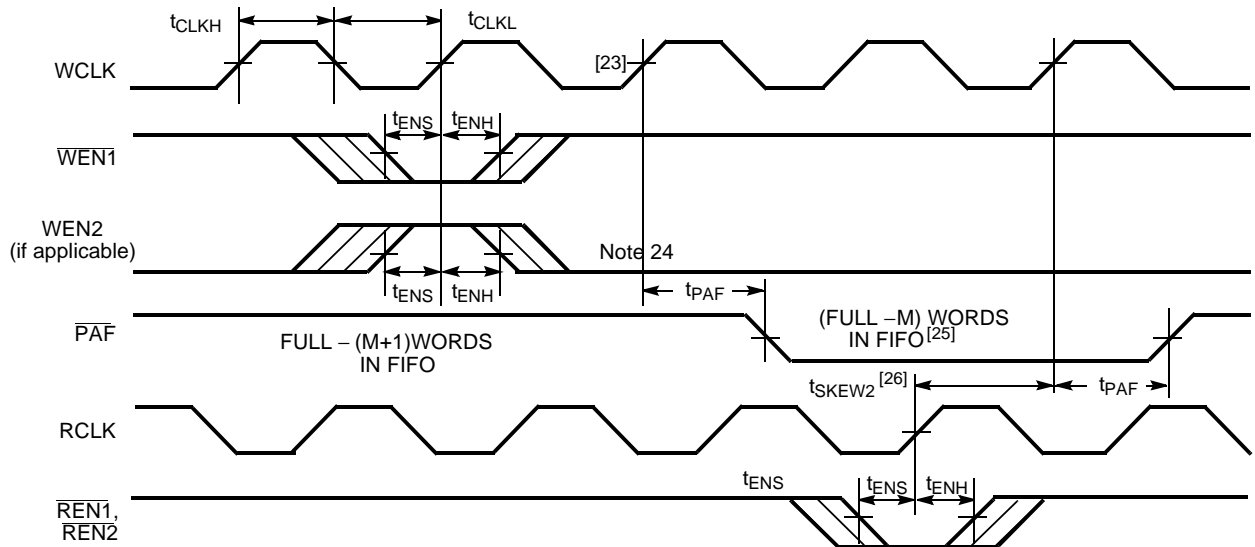 tCLKH
tCLKL
WCLK
[23]
tENS
tENH
WEN1
WEN2
(if applicable)
Note 24
tENS
tENH
tPAF
PAF
FULL – (M+1)WORDS
IN FIFO
(FULL –M) WORDS
IN FIFO[25]
tSKEW2 [26]
tPAF
RCLK
tENS
tENS
tENH
REN1,
REN2